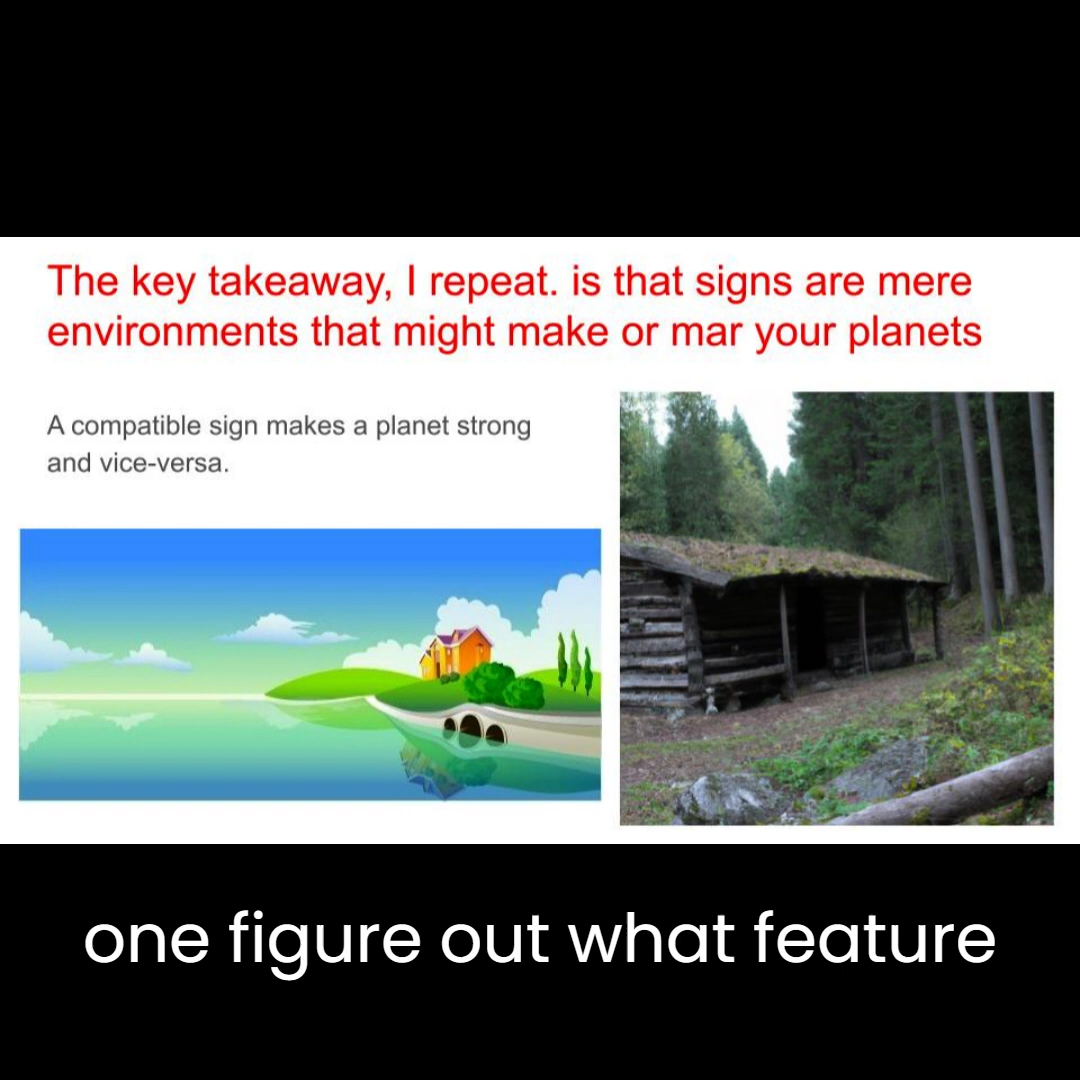 The key takeaway, I repeat. is that signs are mere
environments that might make or mar your planets
A compatible sign makes a planet strong
and vice-versa.
one figure out what feature